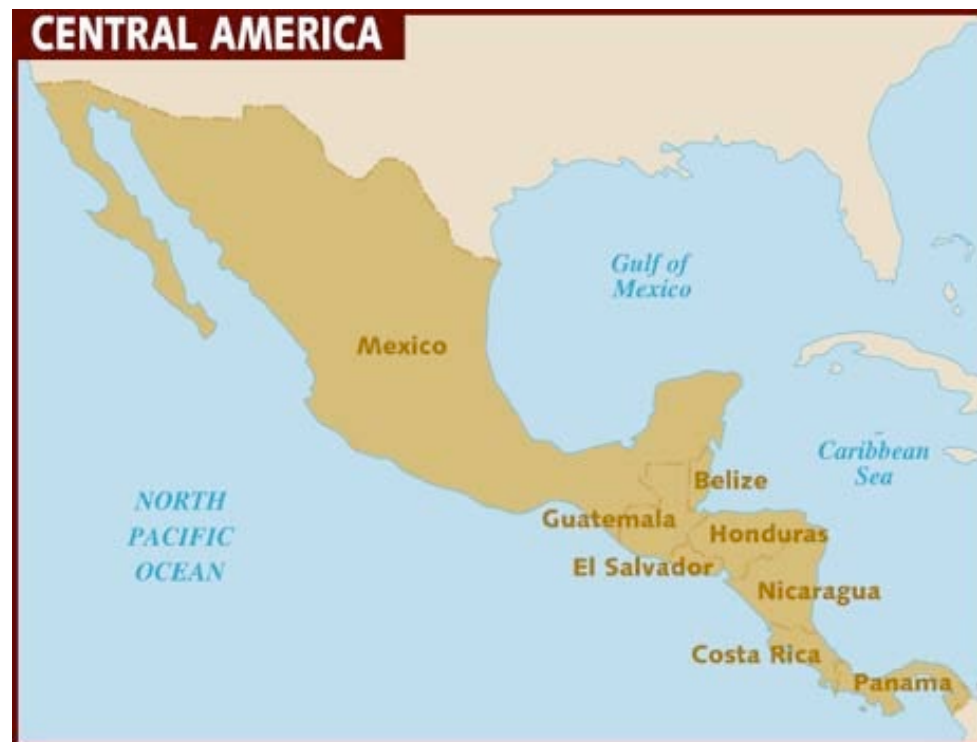 CENTRAL AMERICA
Gulf of
Mexico
Mexico
Caribbean
Sea
Belize
NORTH
PACIFIC
OCEAN
Guatemala
Honduras
El Salvador
Nicaragua
Costa Rica
Panama